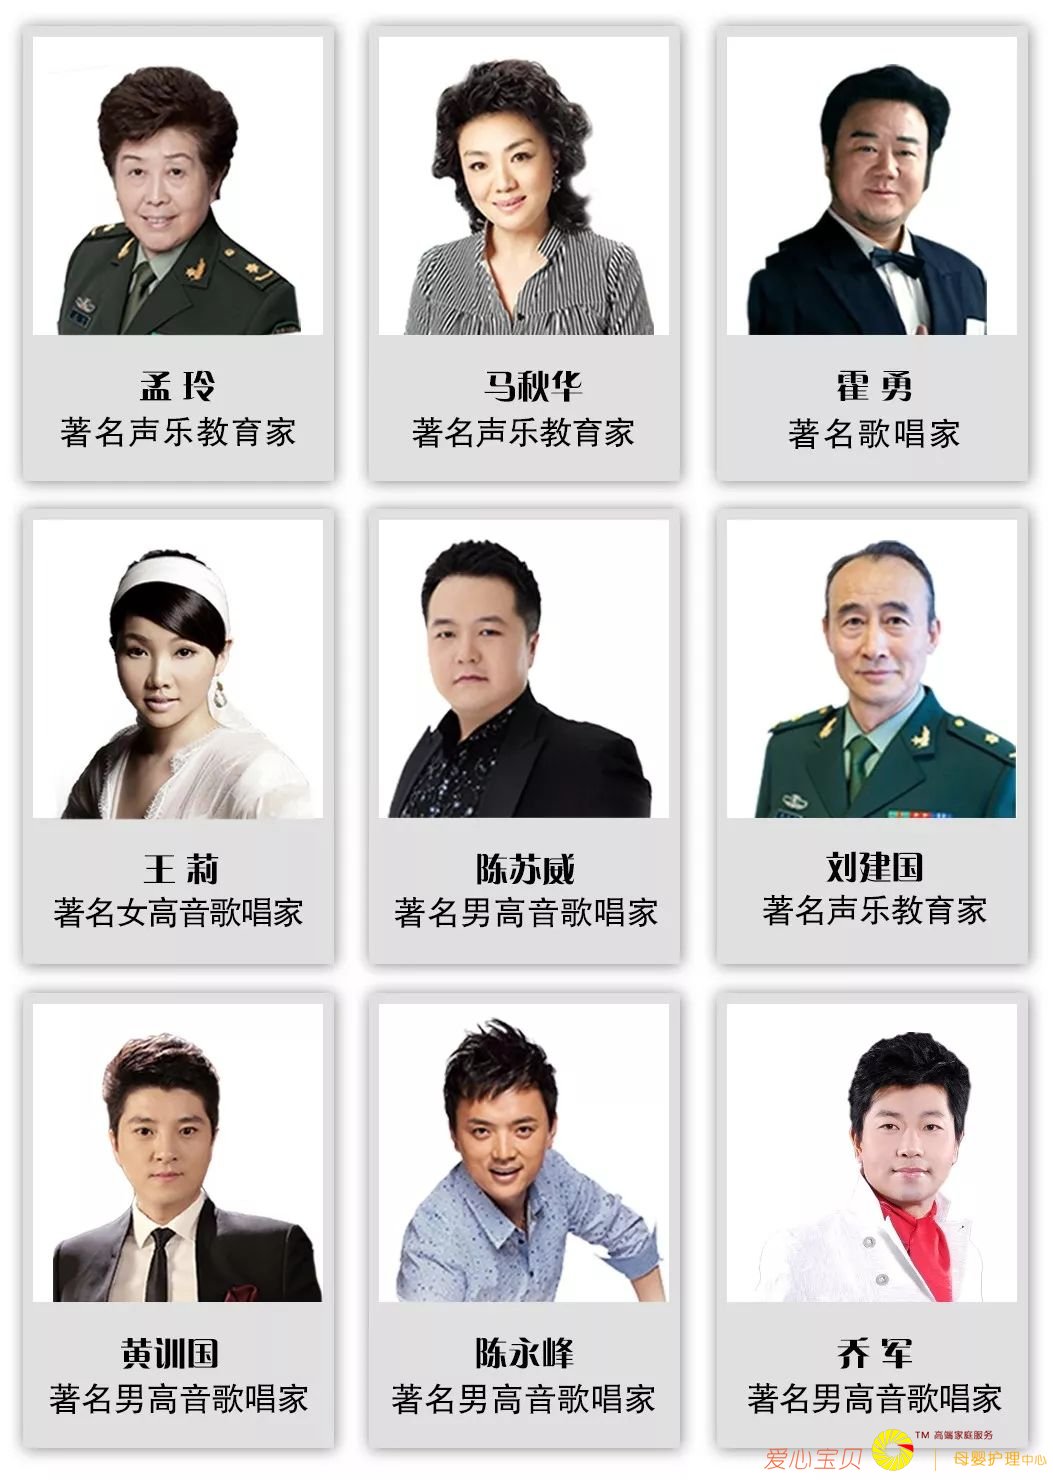 孟 玲
著名声乐教育家
马秋华
著名声乐教育家
霍 勇
著名歌唱家
王 莉
著名女高音歌唱家
陈苏威
著名男高音歌唱家
刘建国
著名声乐教育家
黄训国
著名男高音歌唱家
陈永峰
著名男高音歌唱家
乔 军
著名男高音歌唱家
爱心宝贝
TM 高端家庭服务
母婴护理中心